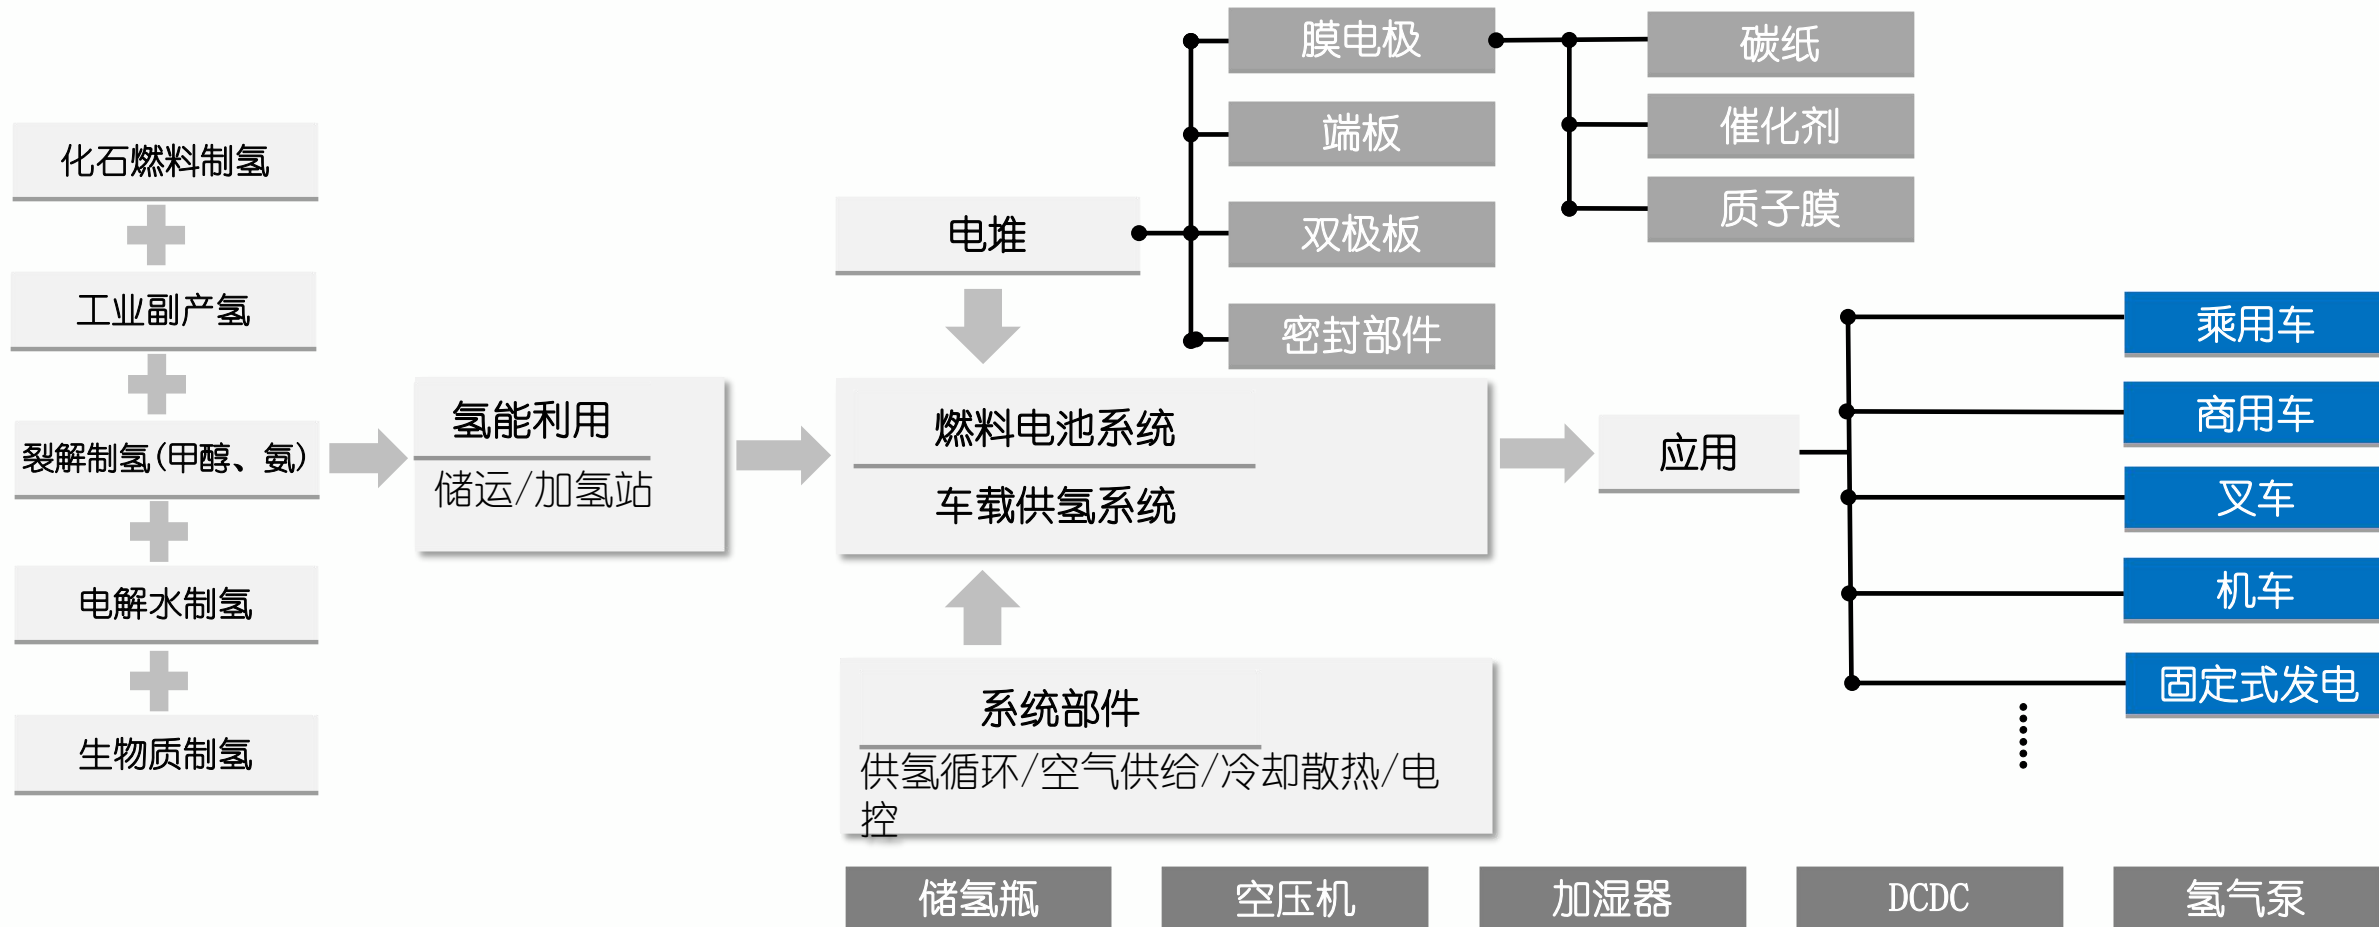 化石燃料制氢
工业副产氢
裂解制氢(甲醇、氨)
电解水制氢
生物质制氢
氢能利用
储运/加氢站
电堆
膜电极
端板
双极板
密封部件
碳纸
催化剂
质子膜
燃料电池系统
车载供氢系统
系统部件
供氢循环/空气供给/冷却散热/电
控
应用
乘用车
商用车
叉车
机车
固定式发电
储氢瓶
空压机
加湿器
DCDC
氢气泵